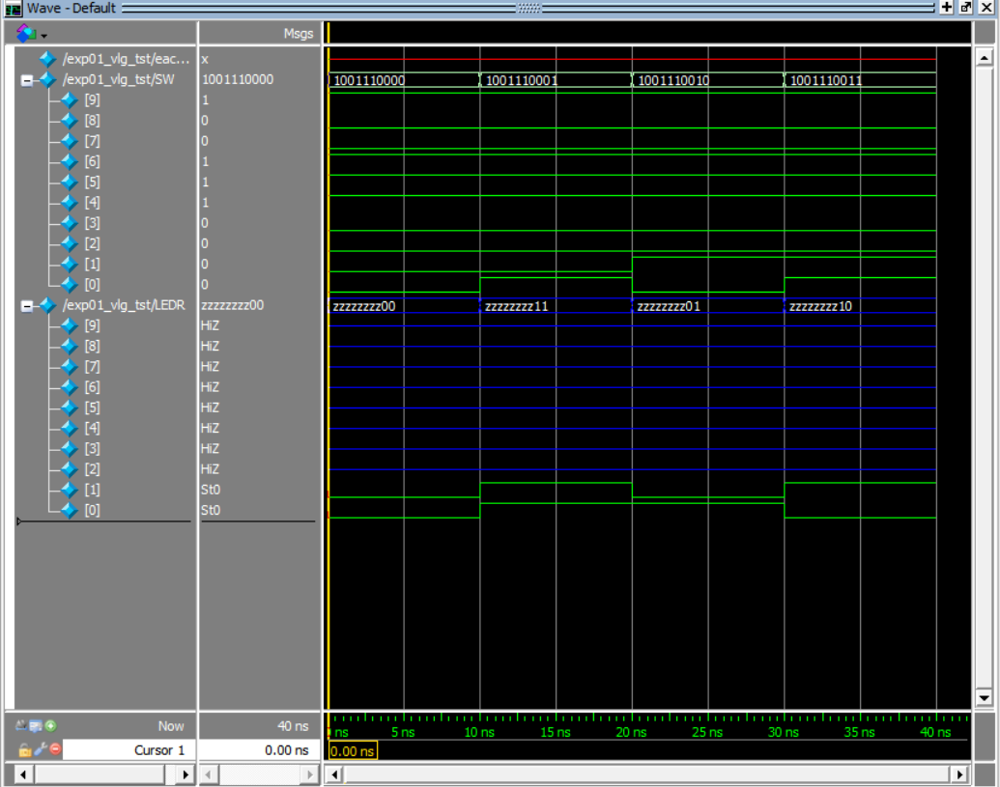 Wave - Default
Msgs
/exp01_vlg_tst/eac... x
/exp01_vlg_tst/SW 1001110000 1001110000 1001110001 1001110010 1001110011
[9] 1
[8] 0
[7] 0
[6] 1
[5] 1
[4] 1
[3] 0
[2] 0
[1] 0
[0] 0
/exp01_vlg_tst/LEDR zzzzzzzz00 zzzzzzzz00 zzzzzzzz11 zzzzzzzz01 zzzzzzzz10
[9] HiZ
[8] HiZ
[7] HiZ
[6] HiZ
[5] HiZ
[4] HiZ
[3] HiZ
[2] HiZ
[1] St0
[0] St0
Now 40 ns ns 5 ns 10 ns 15 ns 20 ns 25 ns 30 ns 35 ns 40 ns
Cursor 1 0.00 ns 0.00 ns